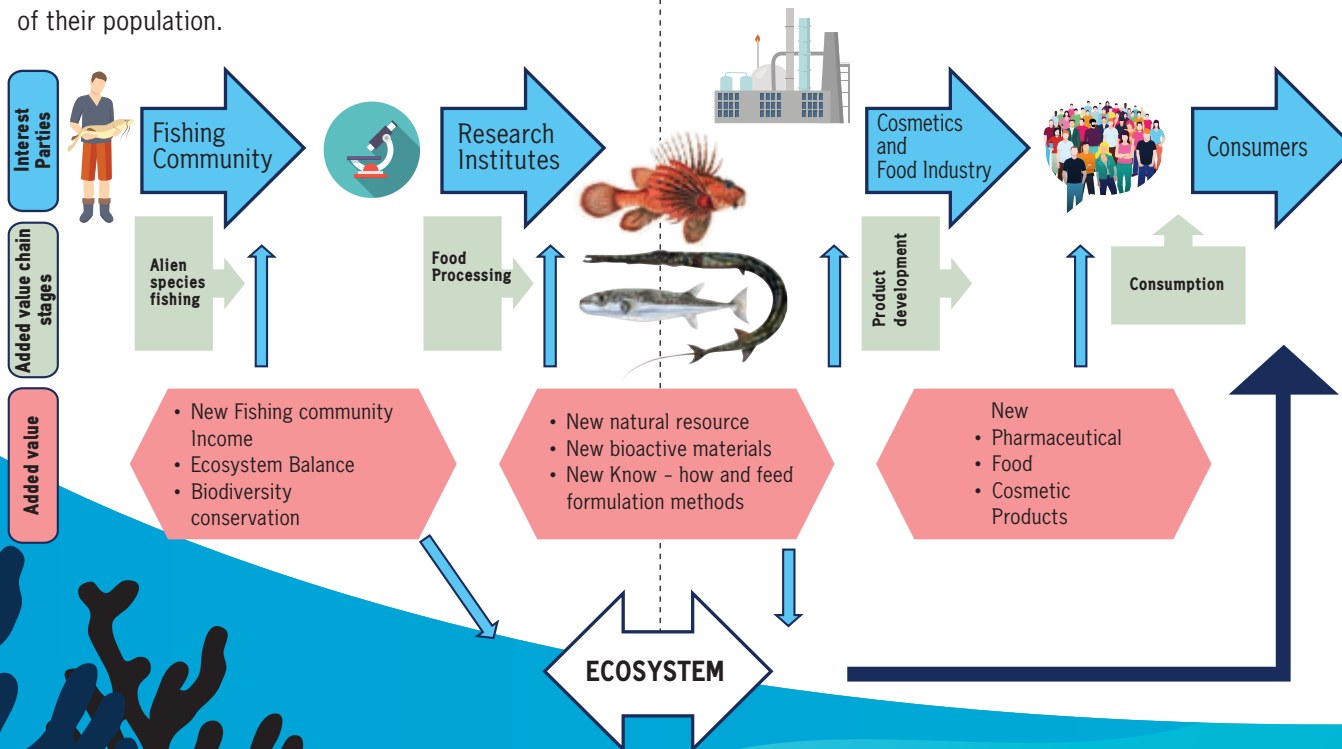 of their population.
Interest
Parties
Fishing
Community
Research
Institutes
Cosmetics
and
Food Industry
Consumers
Added value chain
stages
Alien
species
fishing
Food
Processing
Product
development
Consumption
Added value
• New Fishing community
Income
• Ecosystem Balance
• Biodiversity
conservation
• New natural resource
• New bioactive materials
• New Know - how and feed
formulation methods
New
• Pharmaceutical
• Food
• Cosmetic
Products
ECOSYSTEM